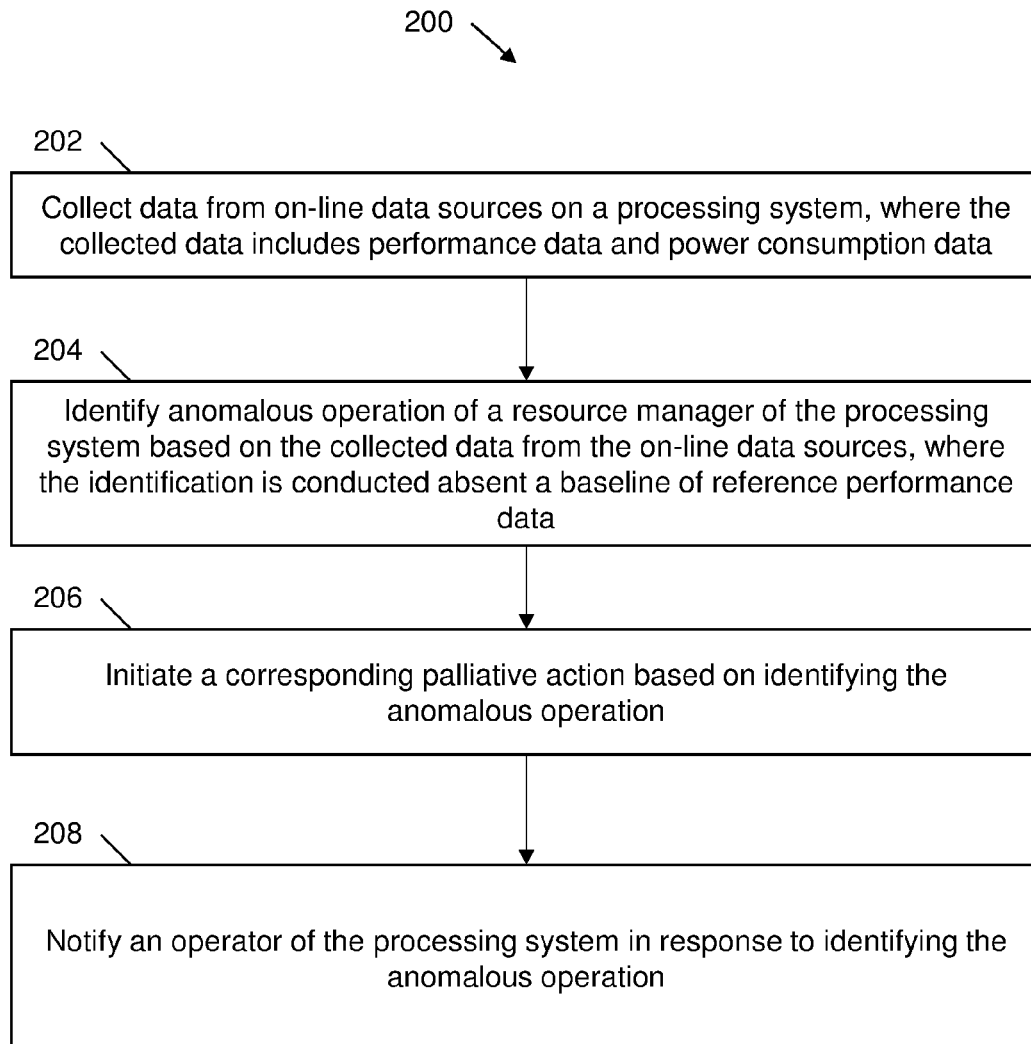 200
202
Collect data from on-line data sources on a processing system, where the
collected data includes performance data and power consumption data
204
Identify anomalous operation of a resource manager of the processing
system based on the collected data from the on-line data sources, where
the identification is conducted absent a baseline of reference performance
data
206
Initiate a corresponding palliative action based on identifying the
anomalous operation
208
Notify an operator of the processing system in response to identifying the
anomalous operation